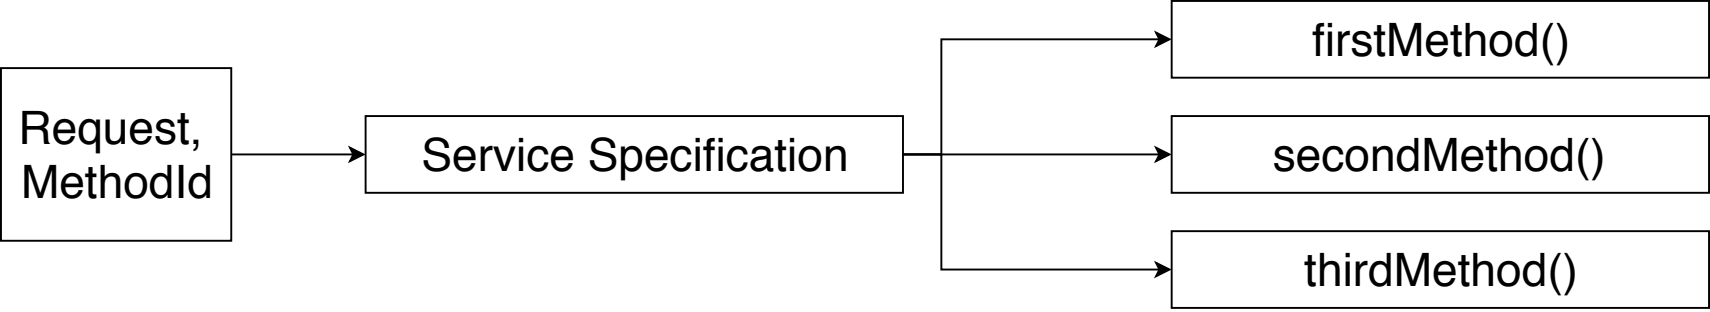 Request,
MethodId
Service Specification
firstMethod()
secondMethod()
thirdMethod()